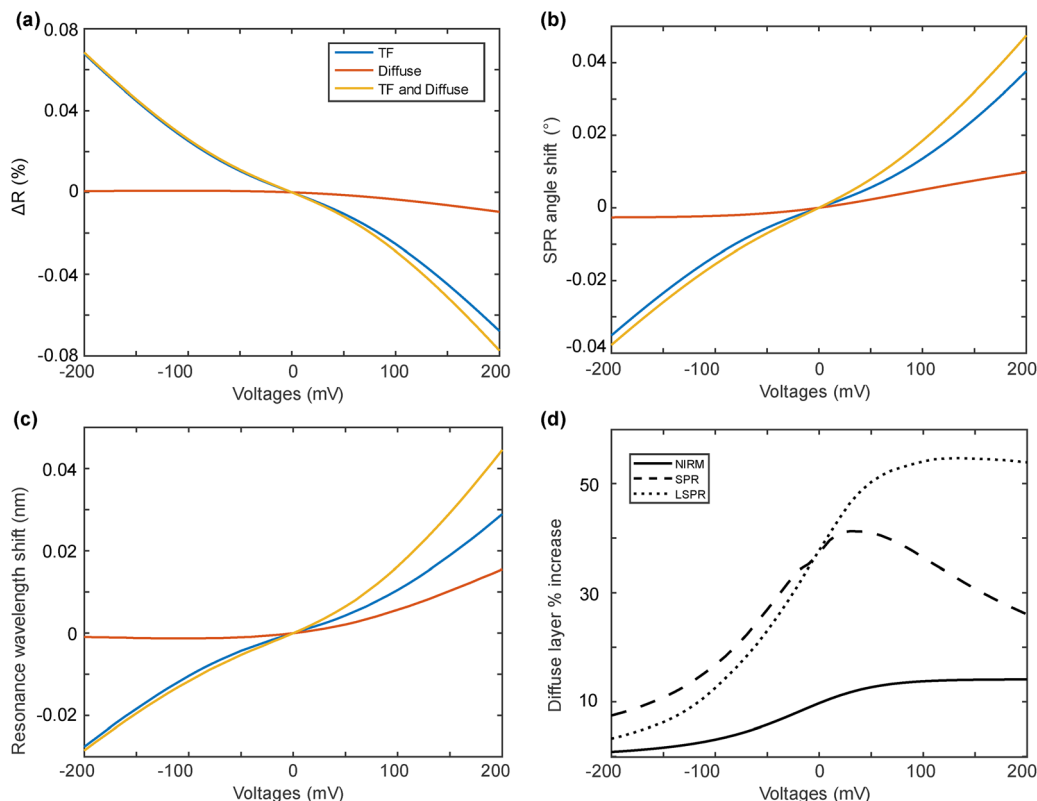 (a)
0.08
0.04
0
-0.04
-0.08
ΔR (%)
TF
Diffuse
TF and Diffuse
-200
-100
0
100
200
Voltages (mV)
(b)
0.04
0.02
0
-0.02
-0.04
SPR angle shift (°)
-200
-100
0
100
200
Voltages (mV)
(c)
0.04
0.02
0
-0.02
Resonance wavelength shift (nm)
-200
-100
0
100
200
Voltages (mV)
(d)
50
30
10
Diffuse layer % increase
NIRM
SPR
LSPR
-200
-100
0
100
200
Voltages (mV)